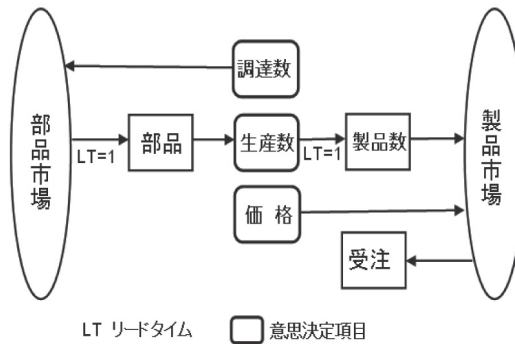 調達数
部品市場
LT=1
部品
生産数
LT=1
製品数
製品市場
価 格
受注
LT リードタイム
意思決定項目